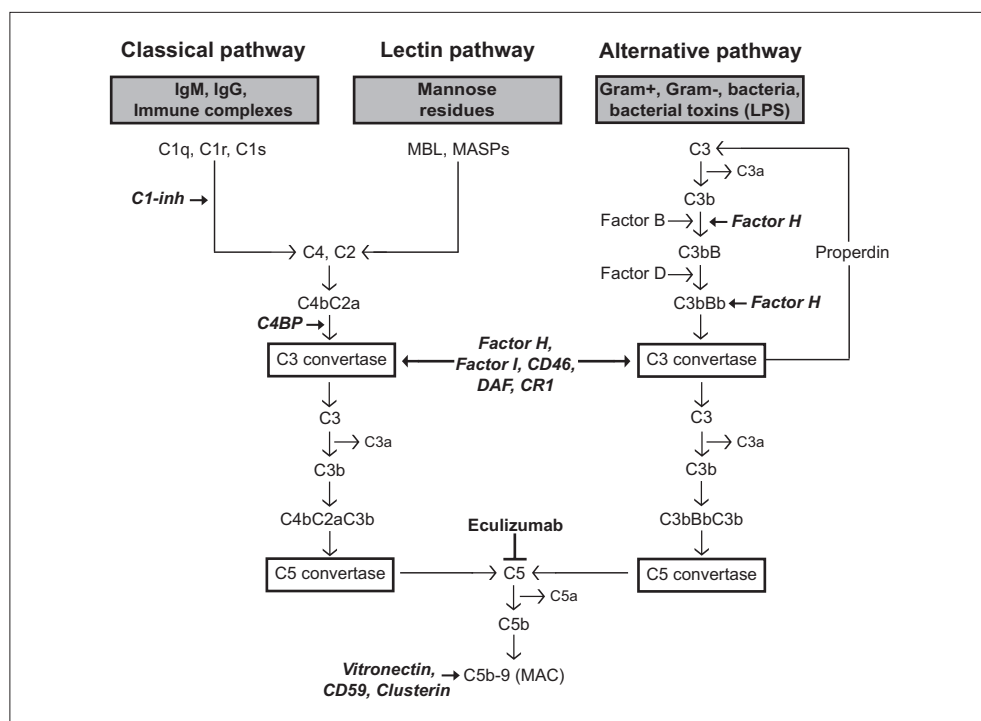 Classical pathway
Lectin pathway
Alternative pathway
IgM, IgG,
Immune complexes
Mannose
residues
Gram+, Gram-, bacteria,
bacterial toxins (LPS)
C1q, C1r, C1s
MBL, MASPs
C3
C3a
C1-inh
C3b
Factor B
Factor H
C4, C2
C3bB
Properdin
Factor D
C4bC2a
C3bBb
Factor H
C4BP
Factor H,
Factor I, CD46,
DAF, CR1
C3 convertase
C3 convertase
C3
C3
C3a
C3a
C3b
C3b
C4bC2aC3b
C3bBbC3b
Eculizumab
C5 convertase
C5
C5 convertase
C5a
C5b
Vitronectin,
CD59, Clusterin
C5b-9 (MAC)